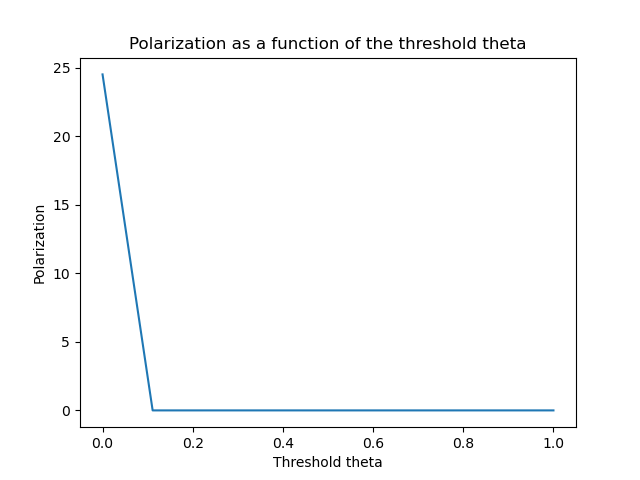 Polarization as a function of the threshold theta
25
20
15
10
5
0
Polarization
0.0 0.2 0.4 0.6 0.8 1.0
Threshold theta